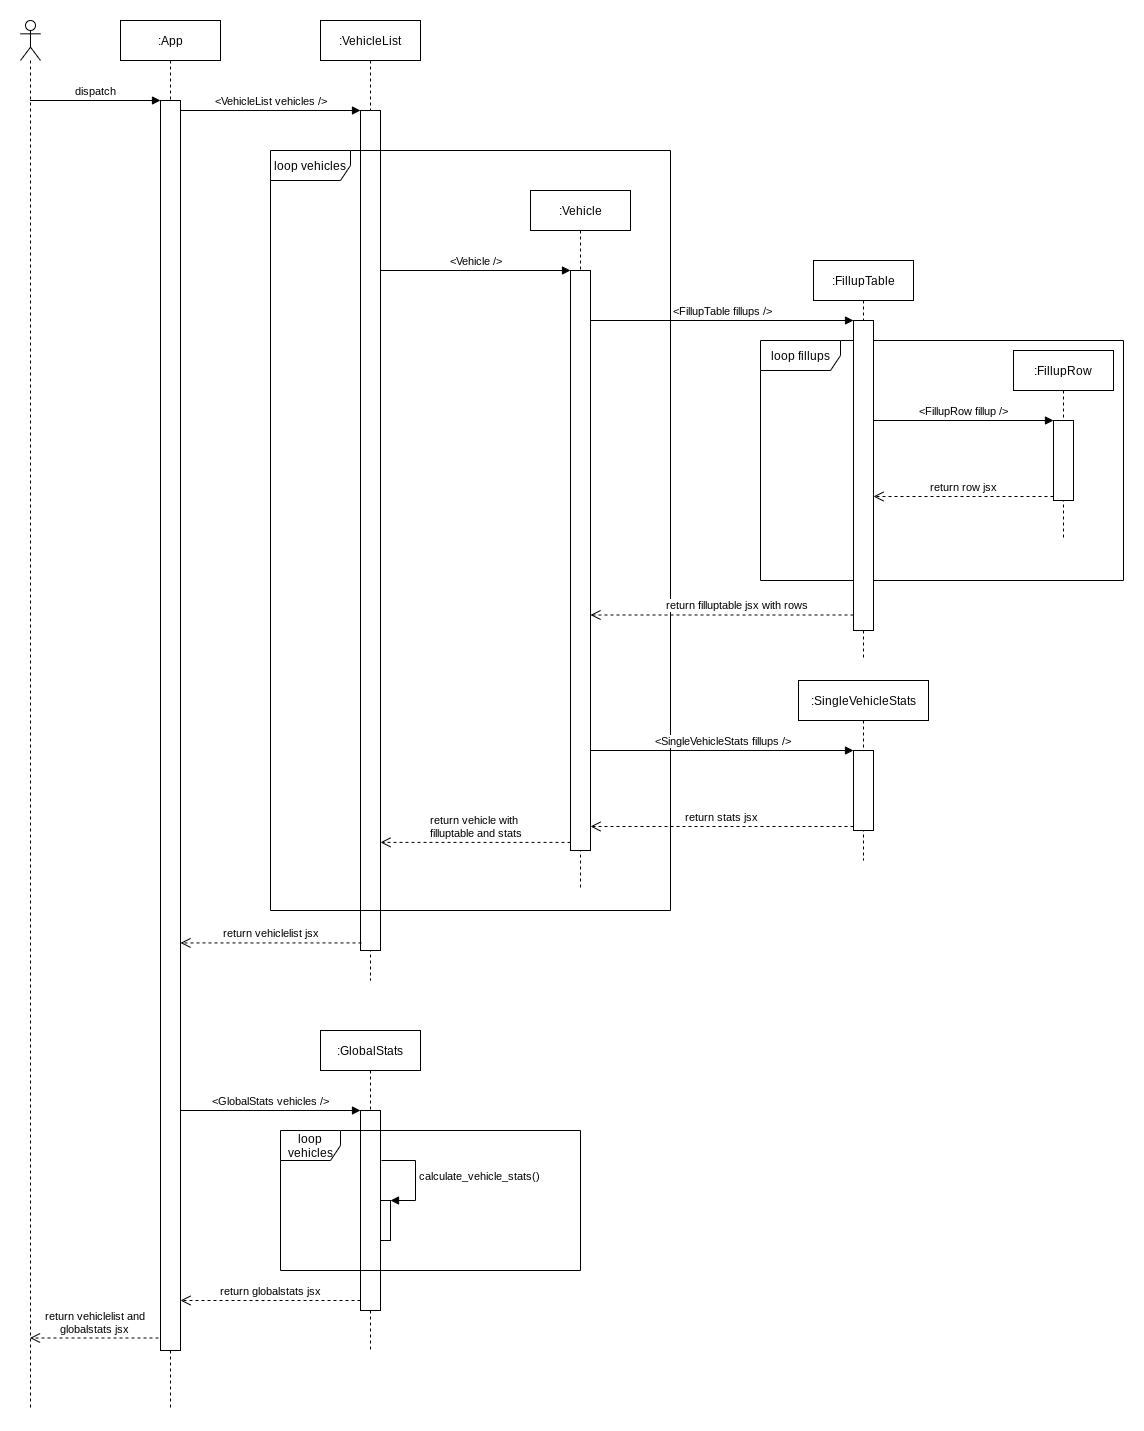 :App
:VehicleList
dispatch
<VehicleList vehicles />
loop vehicles
:Vehicle
<Vehicle />
:FillupTable
<FillupTable fillups />
loop fillups
:FillupRow
<FillupRow fillup />
return row jsx
return filluptable jsx with rows
:SingleVehicleStats
<SingleVehicleStats fillups />
return stats jsx
return vehicle with
filluptable and stats
return vehiclelist jsx
:GlobalStats
<GlobalStats vehicles />
loop
vehicles
calculate_vehicle_stats()
return globalstats jsx
return vehiclelist and
globalstats jsx